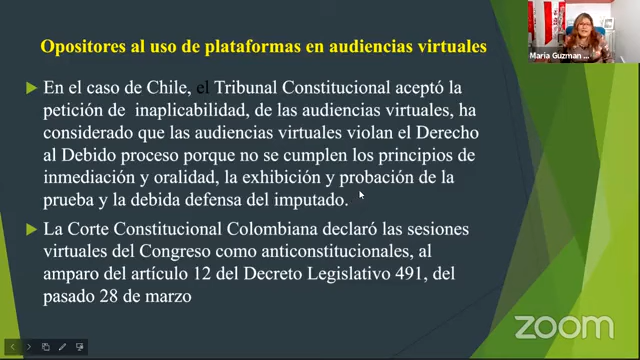 Opositores al uso de plataformas en audiencias virtuales
Maria Guzman ...
En el caso de Chile, el Tribunal Constitucional aceptó la
petición de inaplicabilidad, de las audiencias virtuales, ha
considerado que las audiencias virtuales violan el Derecho
al Debido proceso porque no se cumplen los principios de
inmediación y oralidad, la exhibición y probación de la
prueba y la debida defensa del imputado.
La Corte Constitucional Colombiana declaró las sesiones
virtuales del Congreso como anticonstitucionales, al
amparo del artículo 12 del Decreto Legislativo 491, del
pasado 28 de marzo
zoom